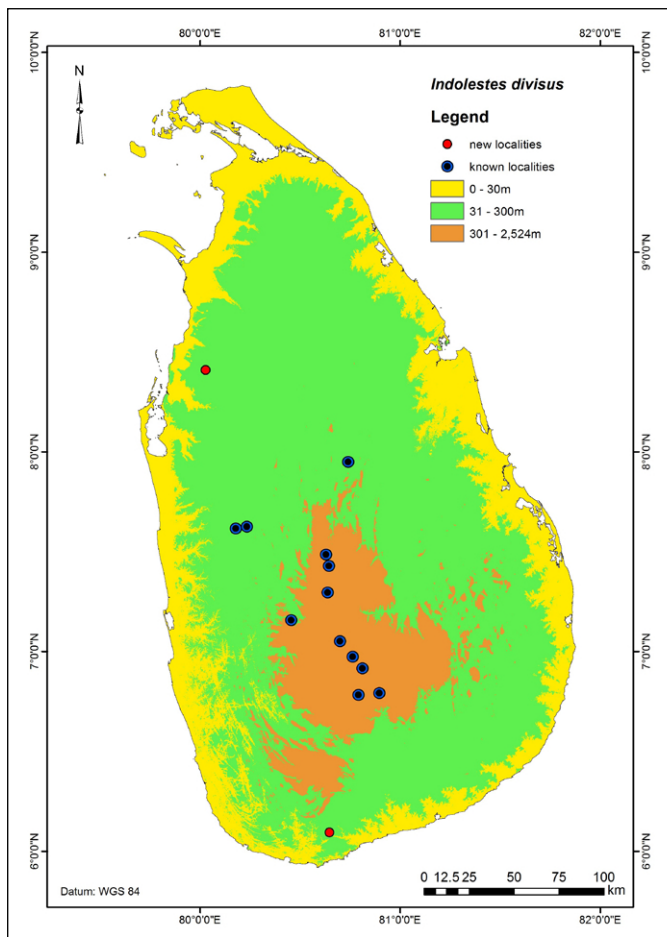 80°0'0"E 81°0'0"E 82°0'0"E
10°0'0"N
10°0'0"N
N
Indolestes divisus
Legend
new localities
known localities
0 - 30m
31 - 300m
301 - 2,524m
9°0'0"N
9°0'0"N
8°0'0"N
8°0'0"N
7°0'0"N
7°0'0"N
6°0'0"N
6°0'0"N
0 12.5 25 50 75 100
km
Datum: WGS 84
80°0'0"E 81°0'0"E 82°0'0"E